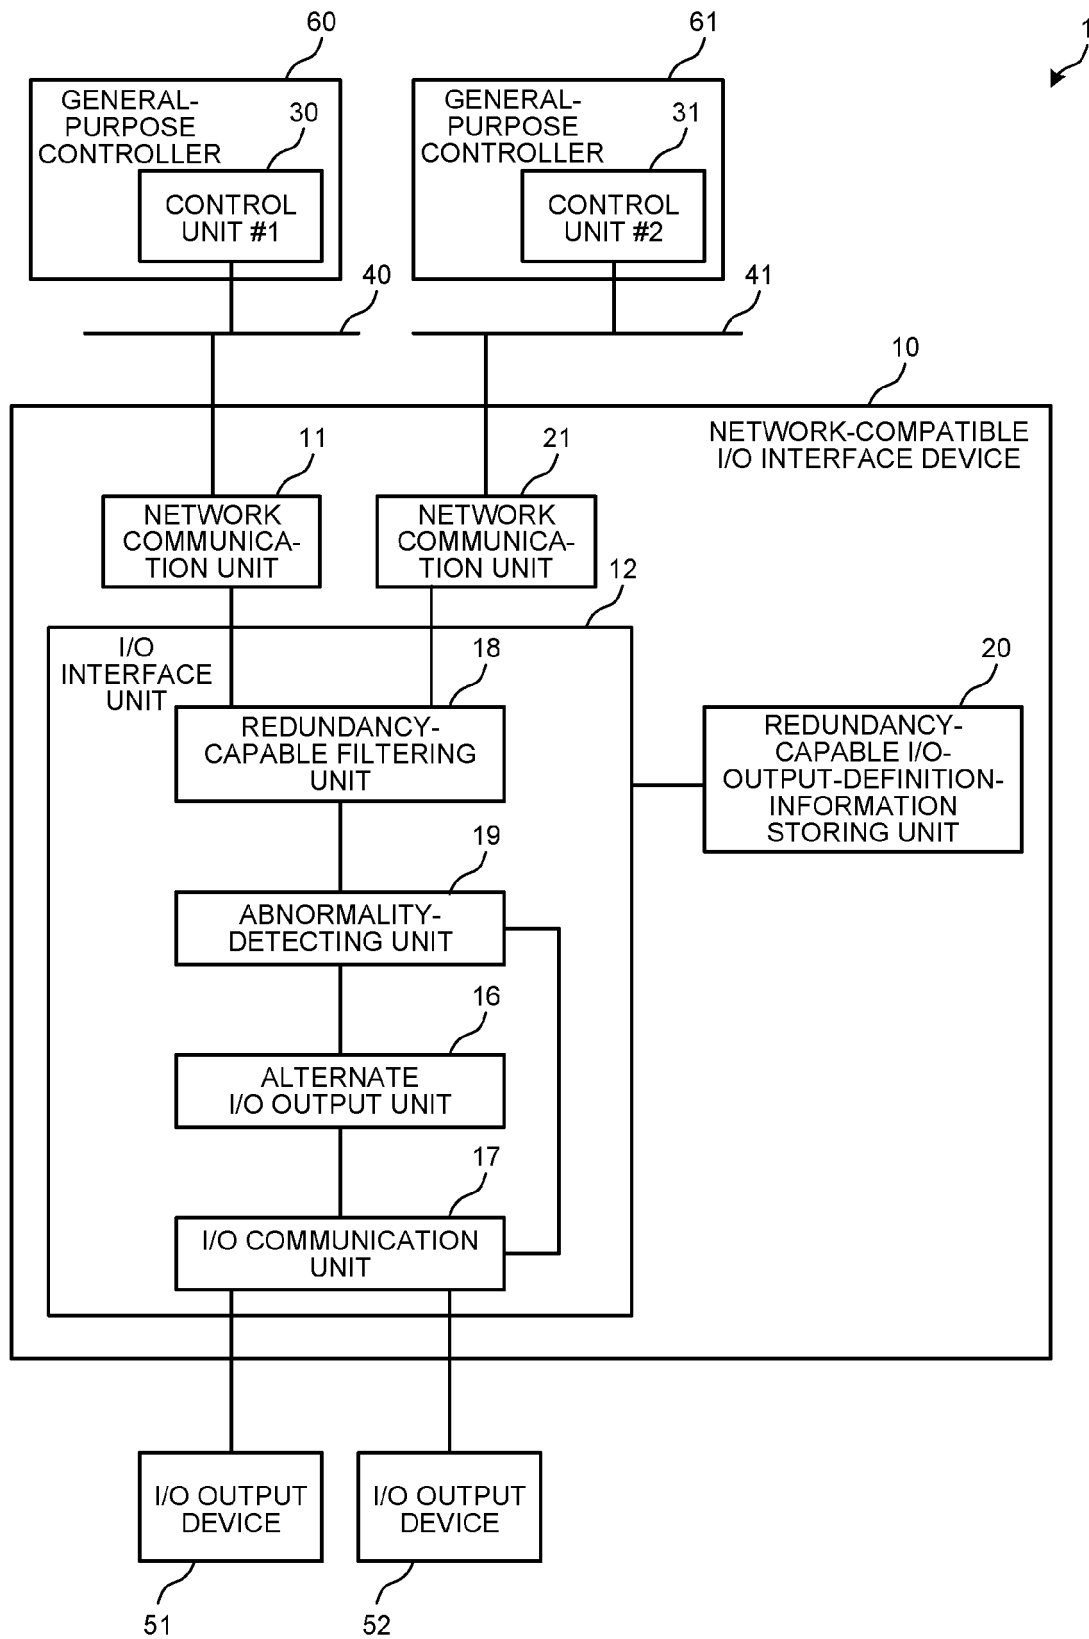 60
61
1
GENERAL-
PURPOSE
CONTROLLER
30
CONTROL
UNIT #1
GENERAL-
PURPOSE
CONTROLLER
31
CONTROL
UNIT #2
40
41
10
NETWORK-COMPATIBLE
I/O INTERFACE DEVICE
11
NETWORK
COMMUNICA-
TION UNIT
21
NETWORK
COMMUNICA-
TION UNIT
12
I/O
INTERFACE
UNIT
18
REDUNDANCY-
CAPABLE FILTERING
UNIT
20
REDUNDANCY-
CAPABLE I/O-
OUTPUT-DEFINITION-
INFORMATION
STORING UNIT
19
ABNORMALITY-
DETECTING UNIT
16
ALTERNATE
I/O OUTPUT UNIT
17
I/O COMMUNICATION
UNIT
I/O OUTPUT
DEVICE
51
I/O OUTPUT
DEVICE
52